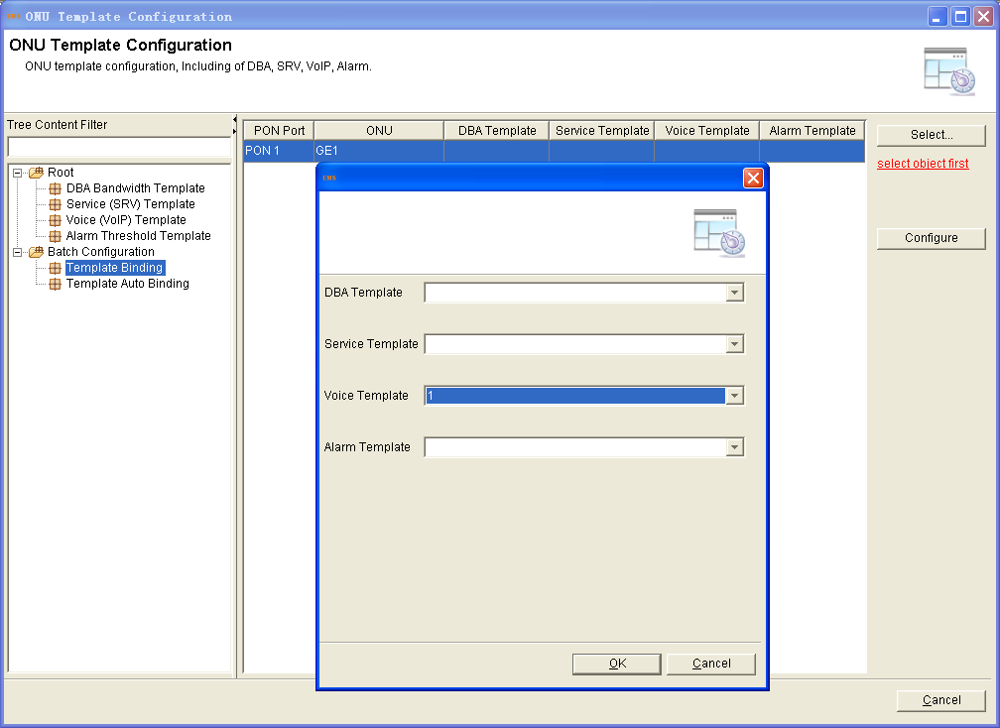 ONU Template Configuration
ONU Template Configuration
ONU template configuration, Including of DBA, SRV, VoIP, Alarm.
Tree Content Filter
Root
DBA Bandwidth Template
Service (SRV) Template
Voice (VoIP) Template
Alarm Threshold Template
Batch Configuration
Template Binding
Template Auto Binding
PON Port ONU DBA Template Service Template Voice Template Alarm Template
PON 1 GE1
Select...
select object first
Configure
EMS
DBA Template
Service Template
Voice Template 1
Alarm Template
OK Cancel
Cancel